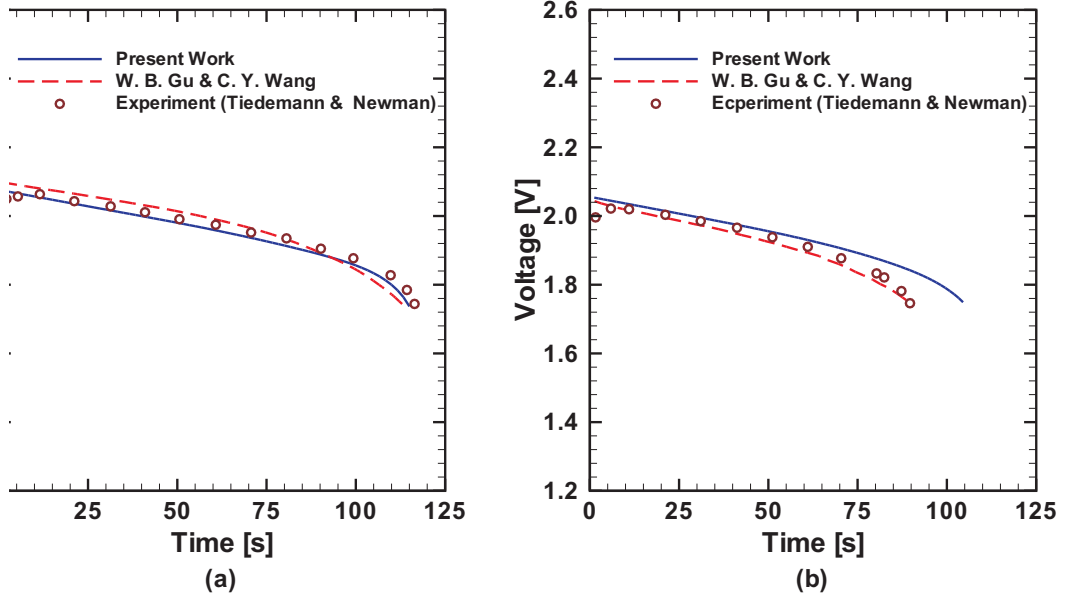 Present Work
W. B. Gu & C. Y. Wang
Experiment (Tiedemann & Newman)
25
50
75
100
125
Time [s]
(a)
2.6
2.4
2.2
2.0
1.8
1.6
1.4
1.2
Voltage [V]
Present Work
W. B. Gu & C. Y. Wang
Ecperiment (Tiedemann & Newman)
0
25
50
75
100
125
Time [s]
(b)